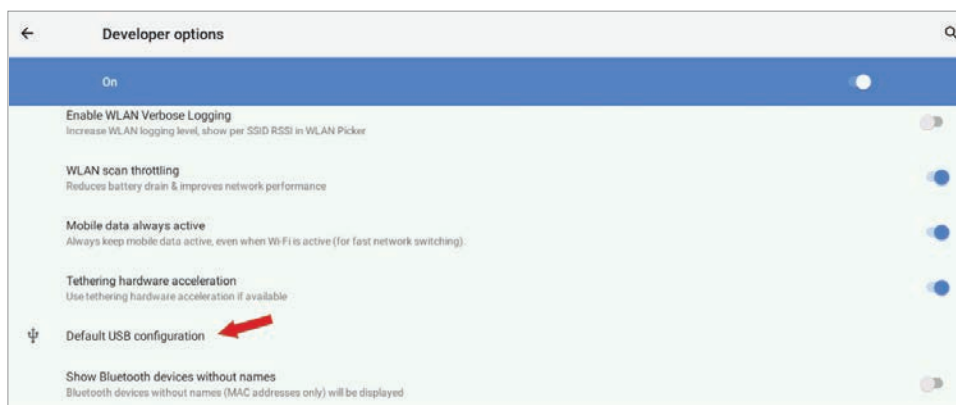 Developer options
On
Enable WLAN Verbose Logging
Increase WLAN logging level, show per SSID RSSI in WLAN Picker
WLAN scan throttling
Reduces battery drain & improves network performance
Mobile data always active
Always keep mobile data active, even when Wi-Fi is active (for fast network switching).
Tethering hardware acceleration
Use tethering hardware acceleration if available
Default USB configuration
Show Bluetooth devices without names
Bluetooth devices without names (MAC addresses only) will be displayed